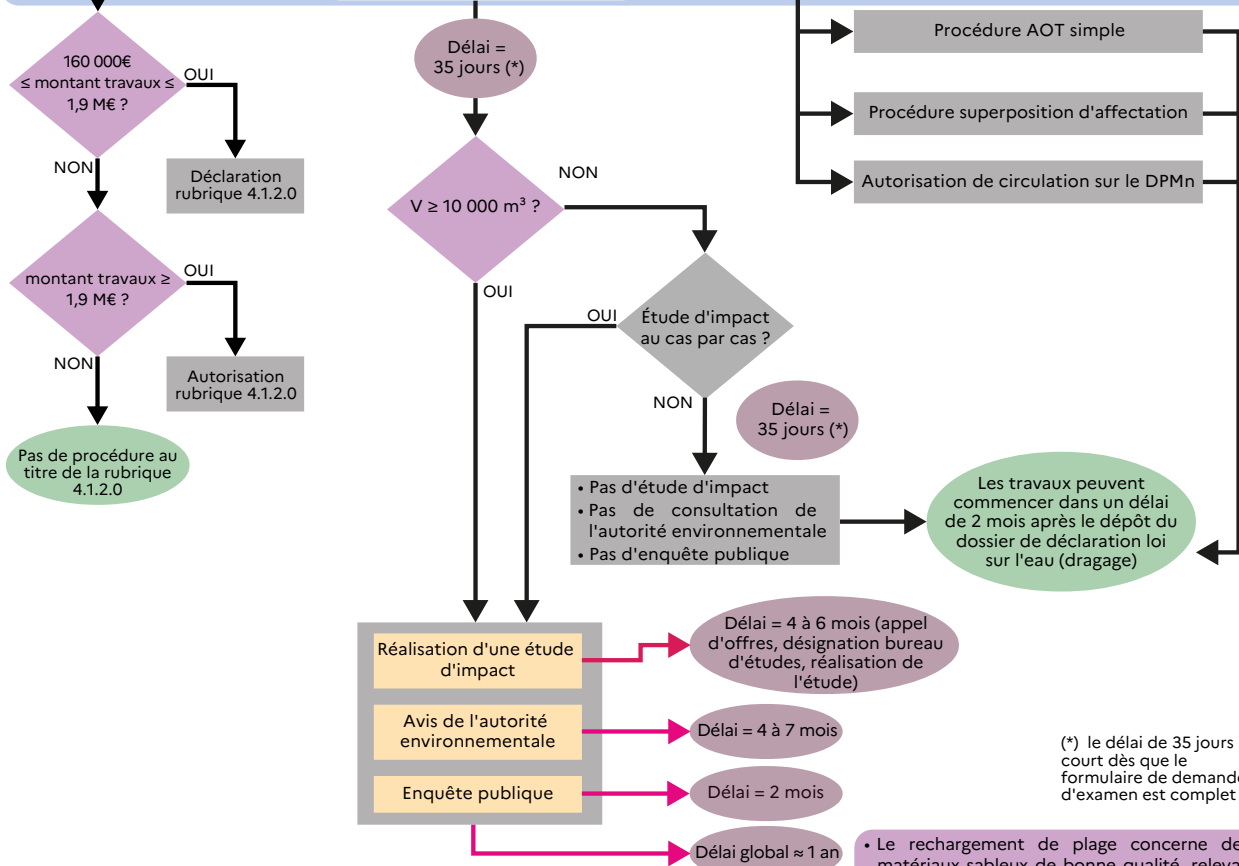 160 000€
≤ montant travaux ≤
1,9 M€ ?
OUI
NON
Déclaration
rubrique 4.1.2.0
montant travaux ≥
1,9 M€ ?
OUI
NON
Autorisation
rubrique 4.1.2.0
Pas de procédure au
titre de la rubrique
4.1.2.0
Délai =
35 jours (*)
V ≥ 10 000 m³ ?
NON
OUI
Étude d'impact
au cas par cas ?
OUI
NON
Délai =
35 jours (*)
• Pas d'étude d'impact
• Pas de consultation de
l'autorité environnementale
• Pas d'enquête publique
Procédure AOT simple
Procédure superposition d'affectation
Autorisation de circulation sur le DPMn
Les travaux peuvent
commencer dans un délai
de 2 mois après le dépôt du
dossier de déclaration loi
sur l'eau (dragage)
Réalisation d'une étude
d'impact
Délai = 4 à 6 mois (appel
d'offres, désignation bureau
d'études, réalisation de
l'étude)
Avis de l'autorité
environnementale
Délai = 4 à 7 mois
Enquête publique
Délai = 2 mois
Délai global ≈ 1 an
(*) le délai de 35 jours
court dès que le
formulaire de demande
d'examen est complet
• Le rechargement de plage concerne de
matériaux sableux de bonne qualité, releva